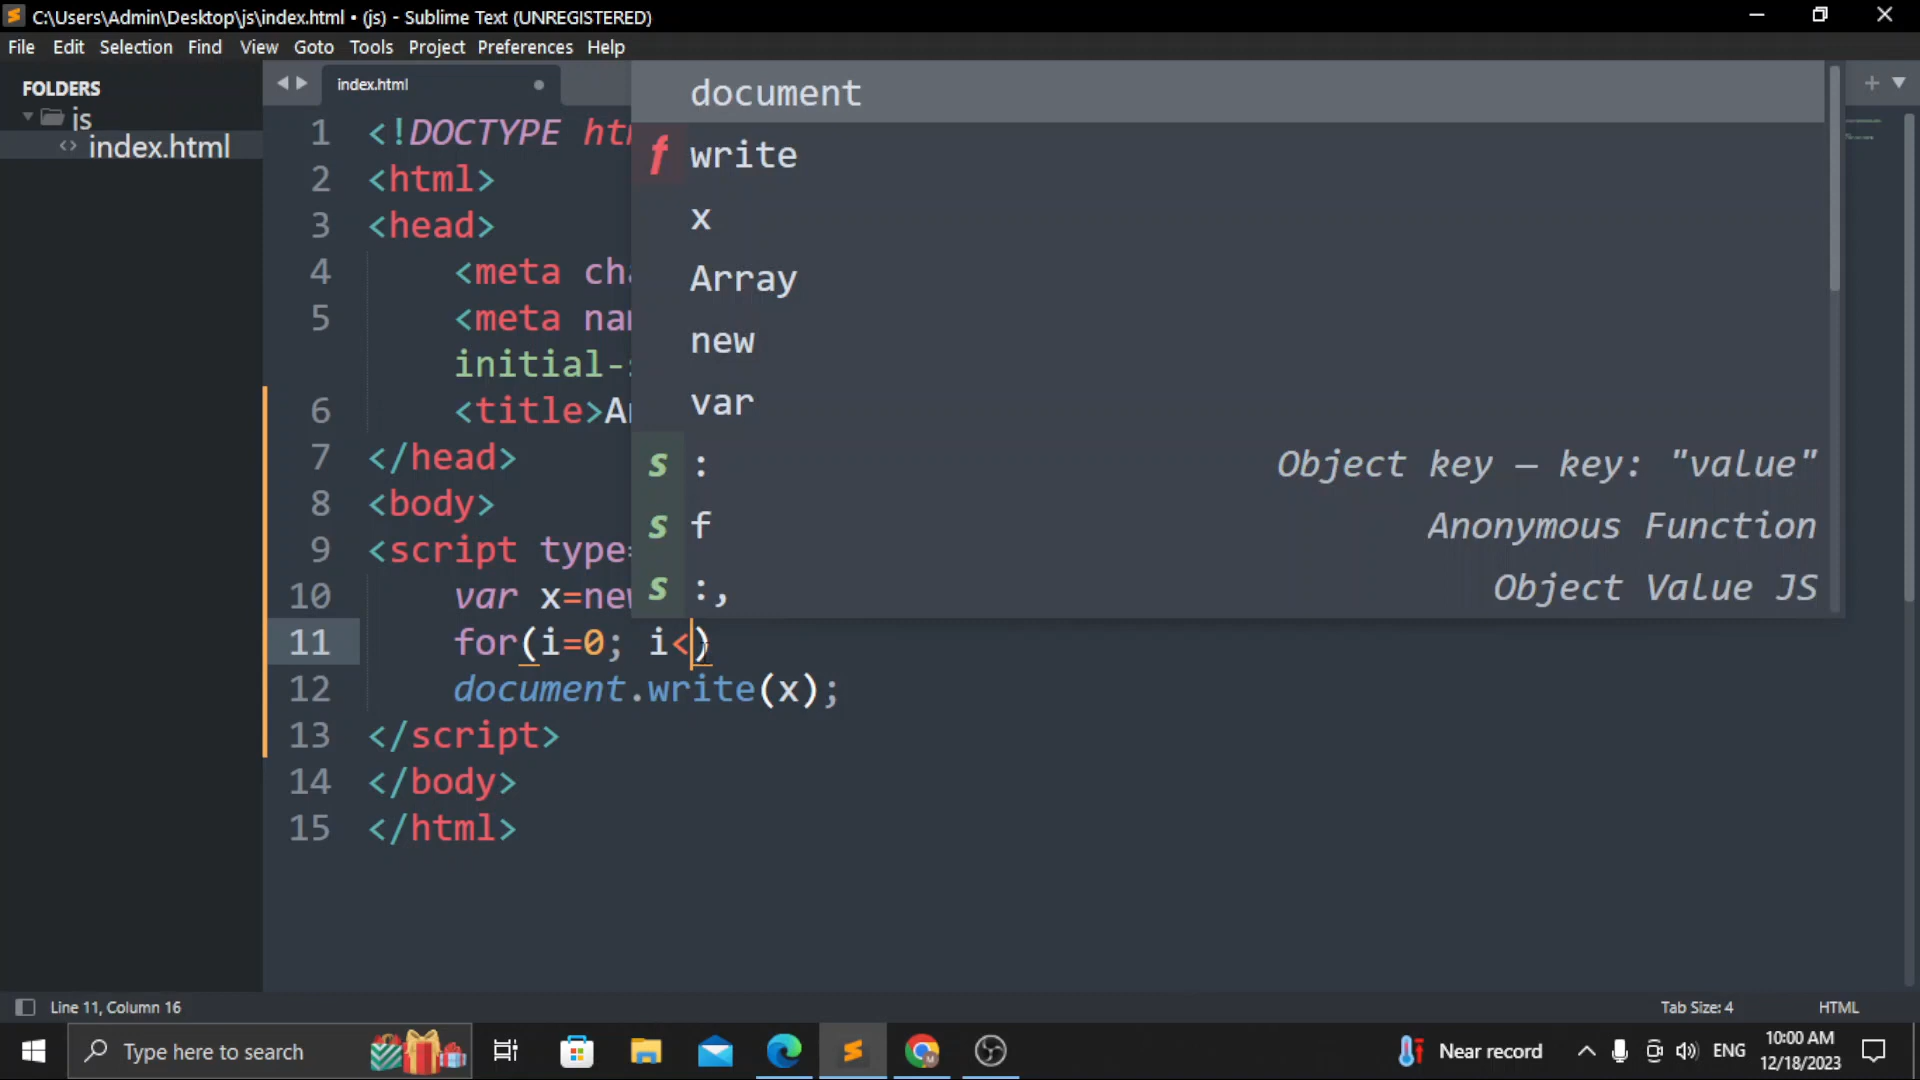 C:\Users\Admin\Desktop\js\index.html • (js) - Sublime Text (UNREGISTERED)
File Edit Selection Find View Goto Tools Project Preferences Help
FOLDERS
js
index.html
index.html
1 <!DOCTYPE
2 <html>
3 <head>
4 <meta
5 <meta
initial-
6 <title>
7 </head>
8 <body>
9 <script type=
10 var x=new
11 for(i=0; i<)
12 document.write(x);
13 </script>
14 </body>
15 </html>
document
f write
x
Array
new
var
s : Object key – key: "value"
s f Anonymous Function
s :, Object Value JS
Line 11, Column 16
Tab Size: 4
HTML
Type here to search
Near record
ENG
10:00 AM
12/18/2023